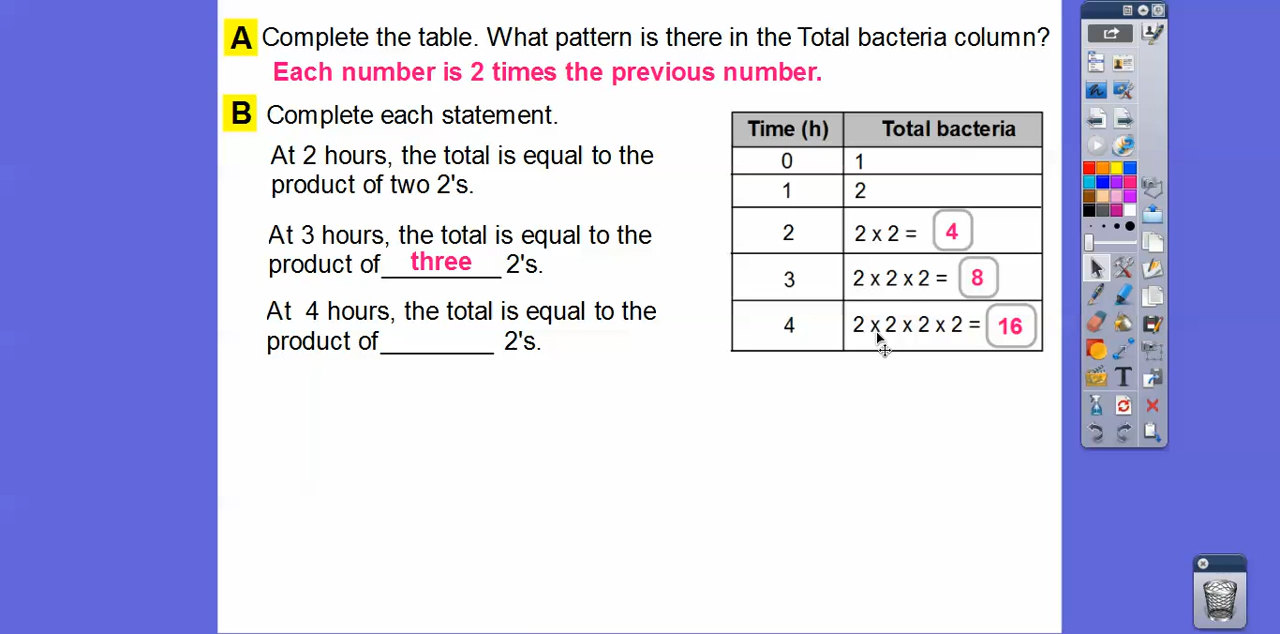 A Complete the table. What pattern is there in the Total bacteria column?
Each number is 2 times the previous number.
B Complete each statement.
At 2 hours, the total is equal to the
product of two 2's.
At 3 hours, the total is equal to the
product of three 2's.
At 4 hours, the total is equal to the
product of_________ 2's.
Time (h) Total bacteria
0 1
1 2
2 2 x 2 = 4
3 2 x 2 x 2 = 8
4 2 x 2 x 2 x 2 = 16